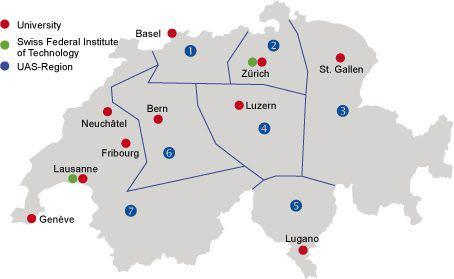 University
Swiss Federal Institute
of Technology
UAS-Region
Basel
1
2
Zürich
St. Gallen
Neuchâtel
Bern
Luzern
3
Fribourg
4
6
Lausanne
7
5
Genève
Lugano